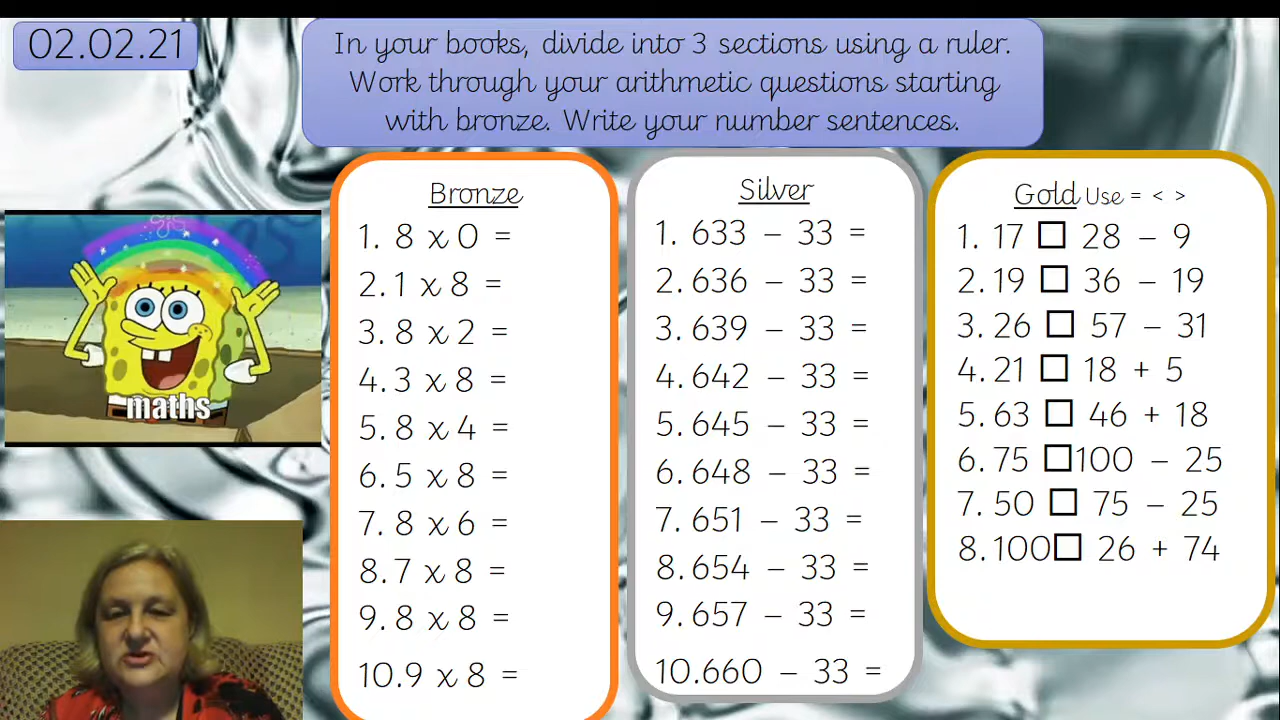 02.02.21
In your books, divide into 3 sections using a ruler.
Work through your arithmetic questions starting
with bronze. Write your number sentences.
maths
Bronze
1. 8 x 0 =
2. 1 x 8 =
3. 8 x 2 =
4. 3 x 8 =
5. 8 x 4 =
6. 5 x 8 =
7. 8 x 6 =
8. 7 x 8 =
9. 8 x 8 =
10. 9 x 8 =
Silver
1. 633 – 33 =
2. 636 – 33 =
3. 639 – 33 =
4. 642 – 33 =
5. 645 – 33 =
6. 648 – 33 =
7. 651 – 33 =
8. 654 – 33 =
9. 657 – 33 =
10. 660 – 33 =
Gold Use = < >
1. 17 □ 28 – 9
2. 19 □ 36 – 19
3. 26 □ 57 – 31
4. 21 □ 18 + 5
5. 63 □ 46 + 18
6. 75 □ 100 – 25
7. 50 □ 75 – 25
8. 100 □ 26 + 74